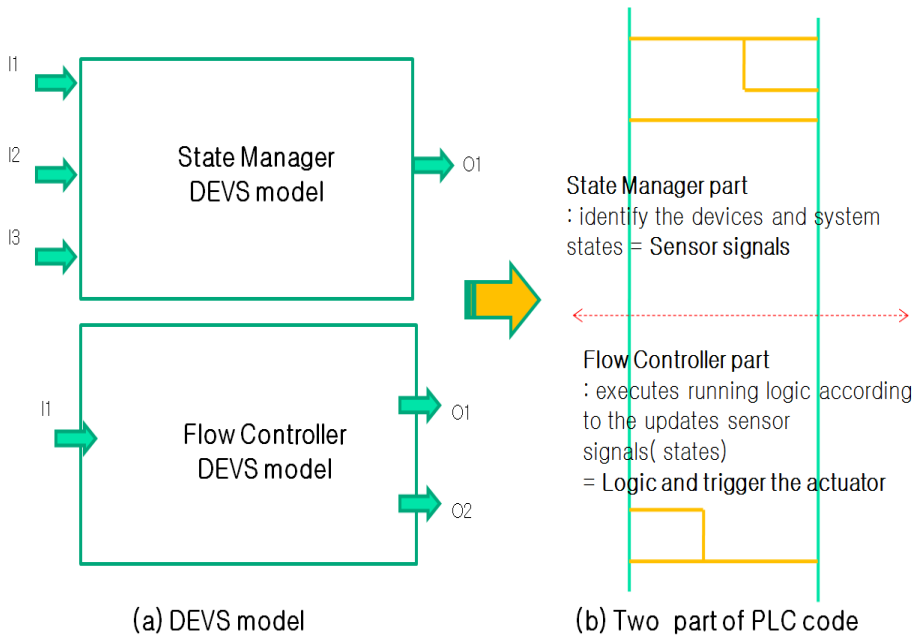 I1
I2
I3
State Manager
DEVS model
O1
I1
Flow Controller
DEVS model
O1
O2
(a) DEVS model
State Manager part
: identify the devices and system
states = Sensor signals
Flow Controller part
: executes running logic according
to the updates sensor
signals( states)
= Logic and trigger the actuator
(b) Two part of PLC code